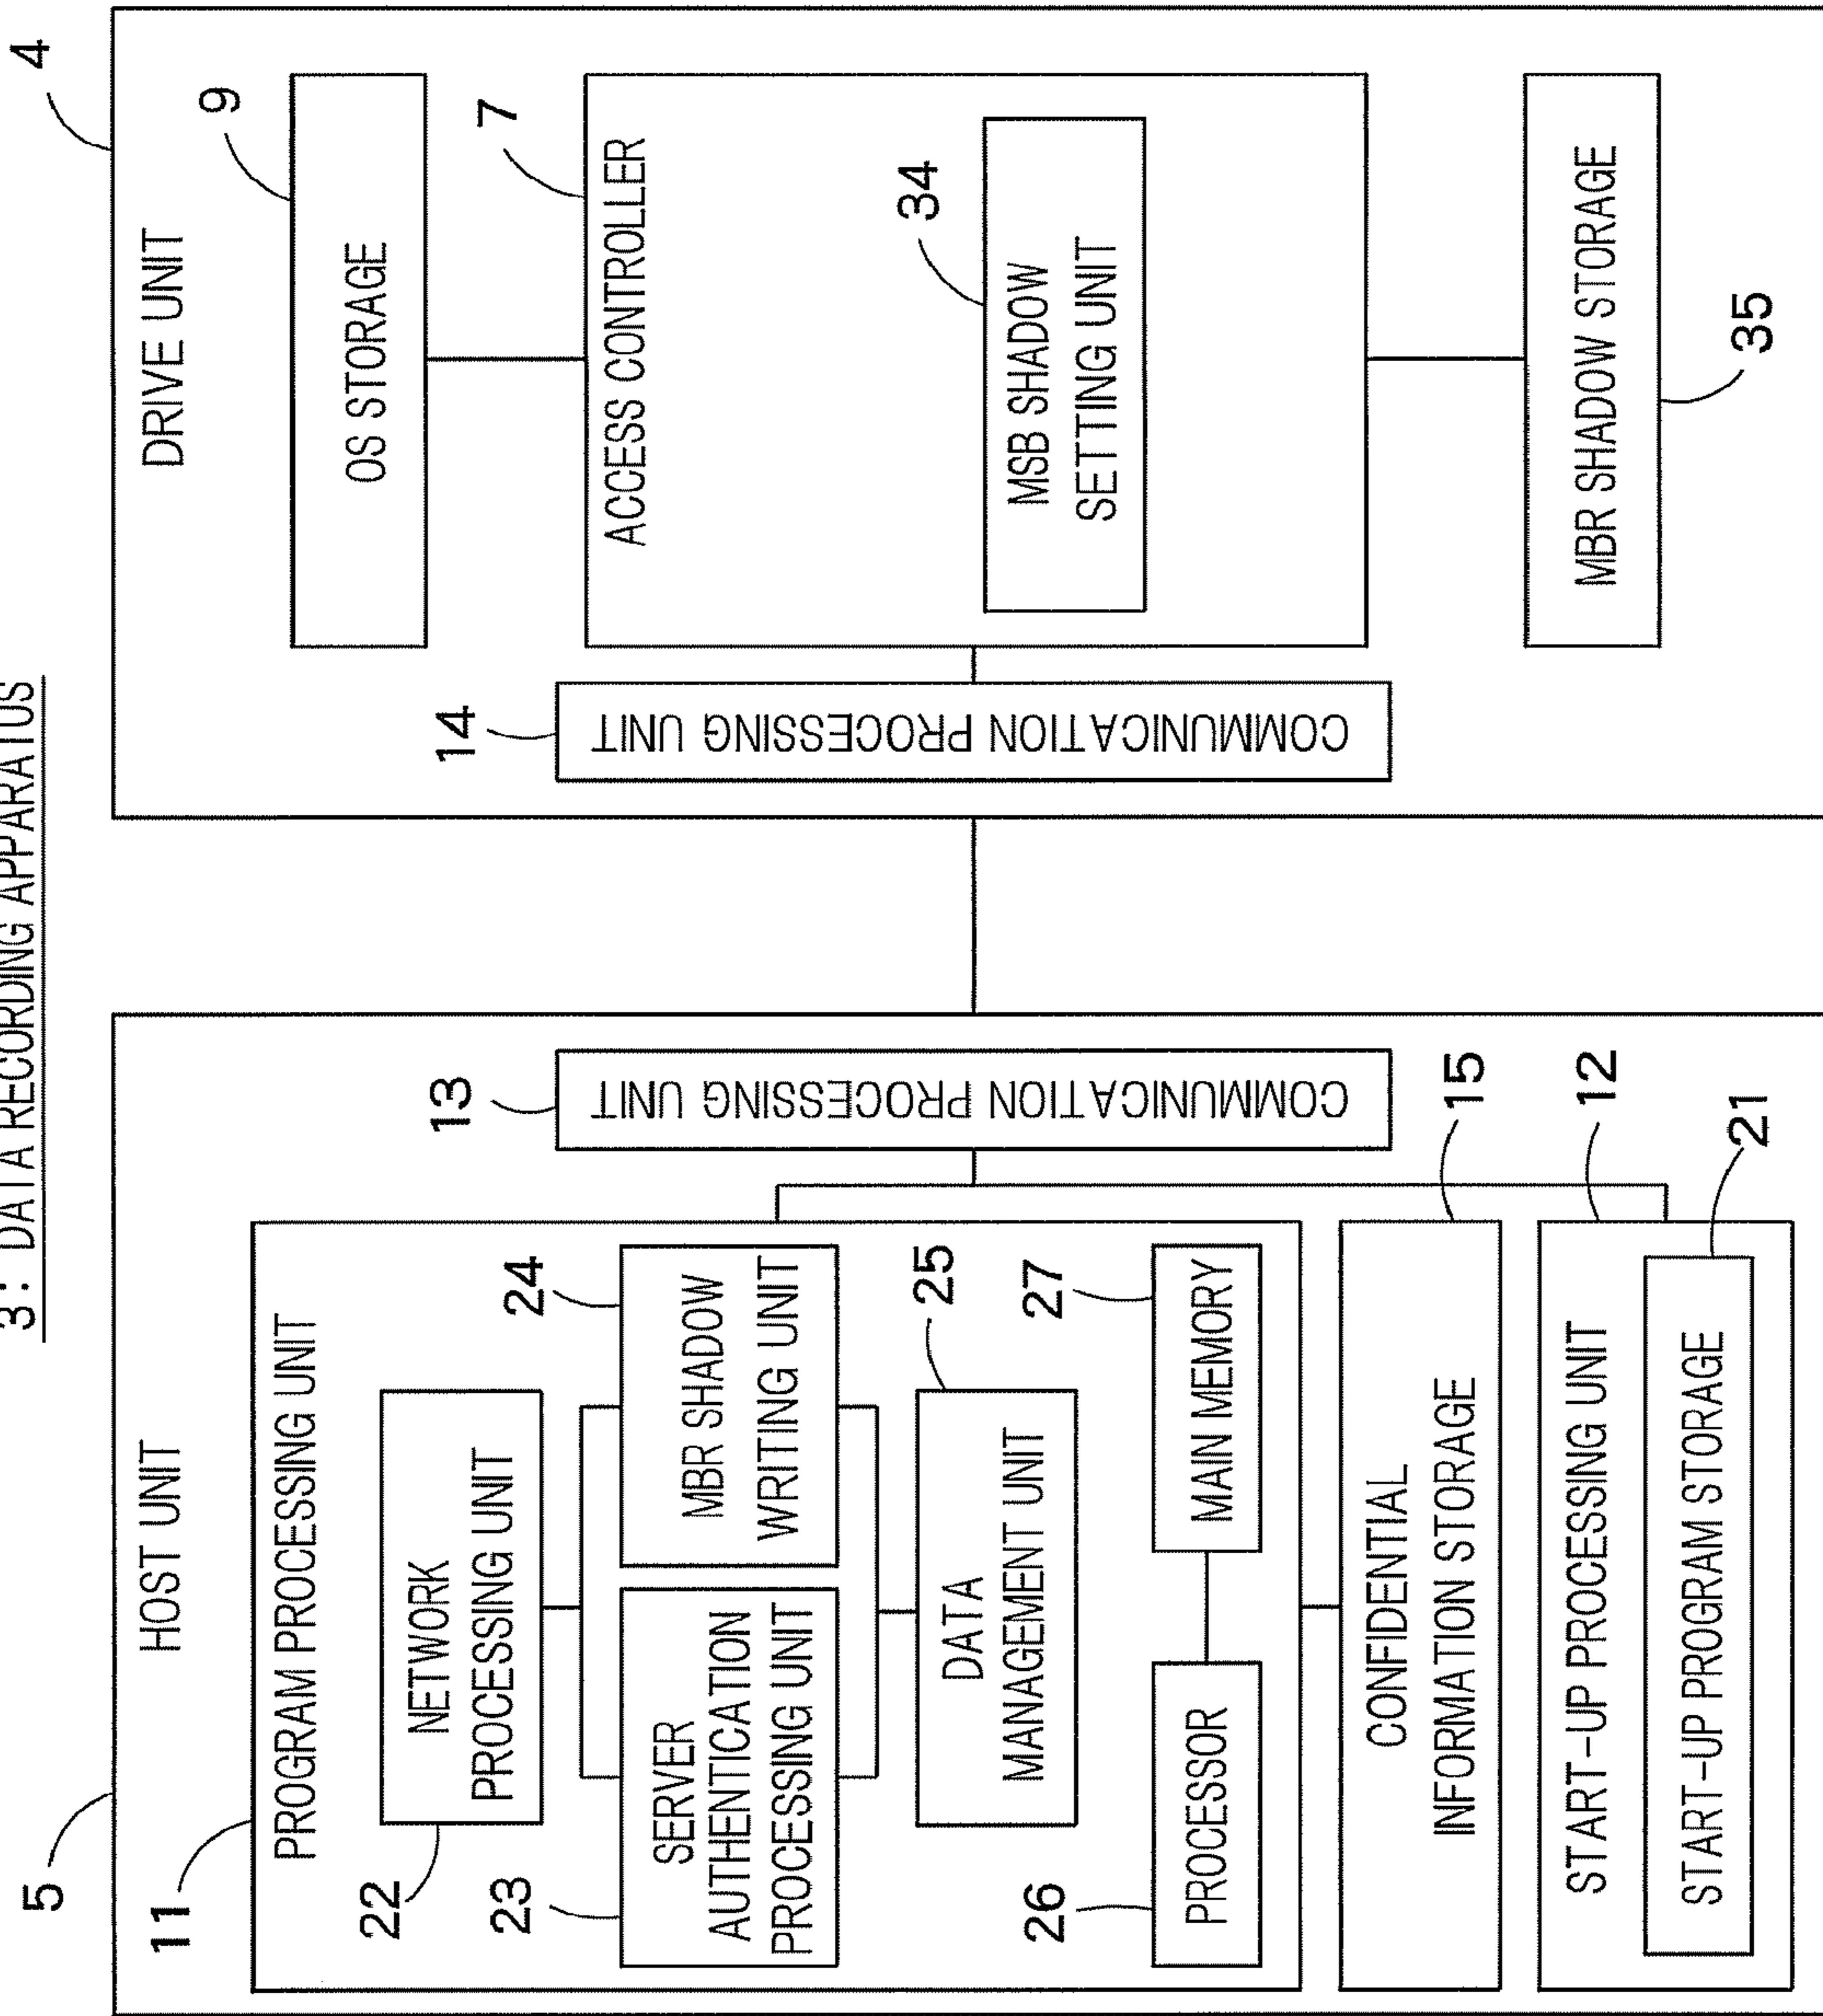 3 : DATA RECORDING APPARATUS
5
HOST UNIT
11
PROGRAM PROCESSING UNIT
22
NETWORK
PROCESSING UNIT
23
SERVER
AUTHENTICATION
PROCESSING UNIT
24
MBR SHADOW
WRITING UNIT
25
DATA
MANAGEMENT UNIT
26
PROCESSOR
27
MAIN MEMORY
13
COMMUNICATION PROCESSING UNIT
15
CONFIDENTIAL
INFORMATION STORAGE
12
START-UP PROCESSING UNIT
21
START-UP PROGRAM STORAGE
4
DRIVE UNIT
14
COMMUNICATION PROCESSING UNIT
9
OS STORAGE
7
ACCESS CONTROLLER
34
MSB SHADOW
SETTING UNIT
MBR SHADOW STORAGE
35